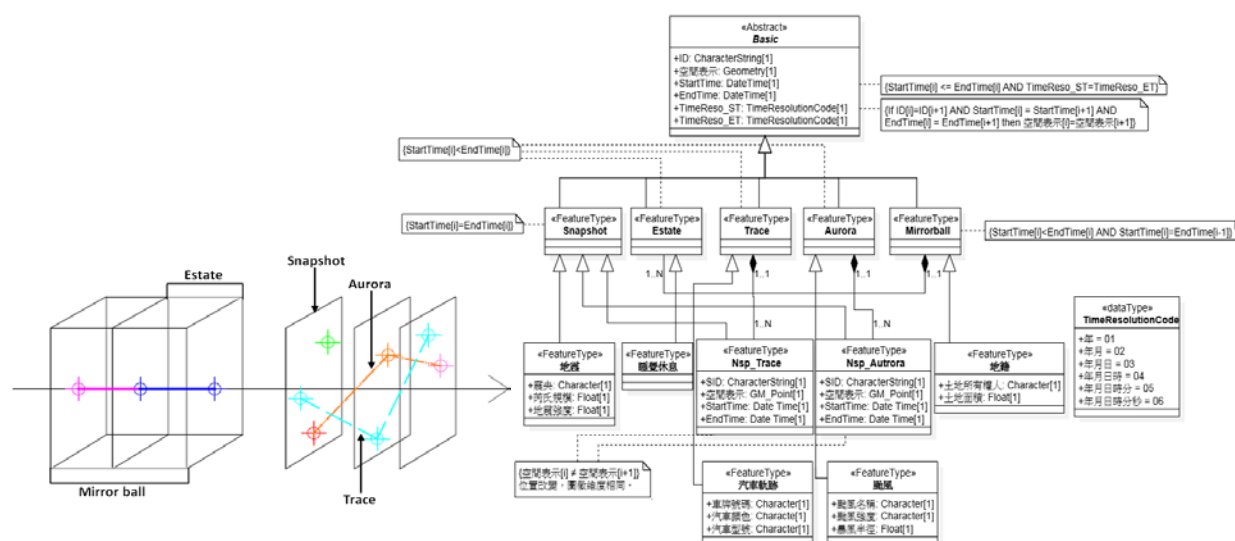 Estate
Snapshot
Aurora
Mirror ball
Trace
«Abstract»
Basic
+ID: CharacterString[1]
+空間表示: Geometry[1]
+StartTime: DateTime[1]
+EndTime: DateTime[1]
+TimeReso_ST: TimeResolutionCode[1]
+TimeReso_ET: TimeResolutionCode[1]
{StartTime[i] <= EndTime[i] AND TimeReso_ST=TimeReso_ET}
{If ID[i]=ID[i+1] AND StartTime[i] = StartTime[i+1] AND
EndTime[i] = EndTime[i+1] then 空間表示[i]=空間表示[i+1]}
{StartTime[i]<EndTime[i]}
{StartTime[i]=EndTime[i]}
«FeatureType»
Snapshot
«FeatureType»
Estate
«FeatureType»
Trace
«FeatureType»
Aurora
«FeatureType»
Mirrorball
{StartTime[i]<EndTime[i] AND StartTime[i]=EndTime[i-1]}
1..N
1..1
1..1
1..1
1..N
1..N
«FeatureType»
地震
+震央: Character[1]
+芮氏規模: Float[1]
+地震強度: Float[1]
«FeatureType»
睡覺休息
«FeatureType»
Nsp_Trace
+SID: CharacterString[1]
+空間表示: GM_Point[1]
+StartTime: Date Time[1]
+EndTime: Date Time[1]
«FeatureType»
Nsp_Autrora
+SID: CharacterString[1]
+空間表示: GM_Point[1]
+StartTime: Date Time[1]
+EndTime: Date Time[1]
«FeatureType»
地籍
+土地所有權人: Character[1]
+土地面積: Float[1]
«dataType»
TimeResolutionCode
+年 = 01
+年月 = 02
+年月日 = 03
+年月日時 = 04
+年月日時分 = 05
+年月日時分秒 = 06
{空間表示[i] ≠ 空間表示[i+1]}
位置改變，圖徵維度相同。
«FeatureType»
汽車軌跡
+車牌號碼: Character[1]
+汽車顏色: Characte[1]
+汽車型號: Character[1]
«FeatureType»
颱風
+颱風名稱: Character[1]
+颱風強度: Character[1]
+暴風半徑: Float[1]